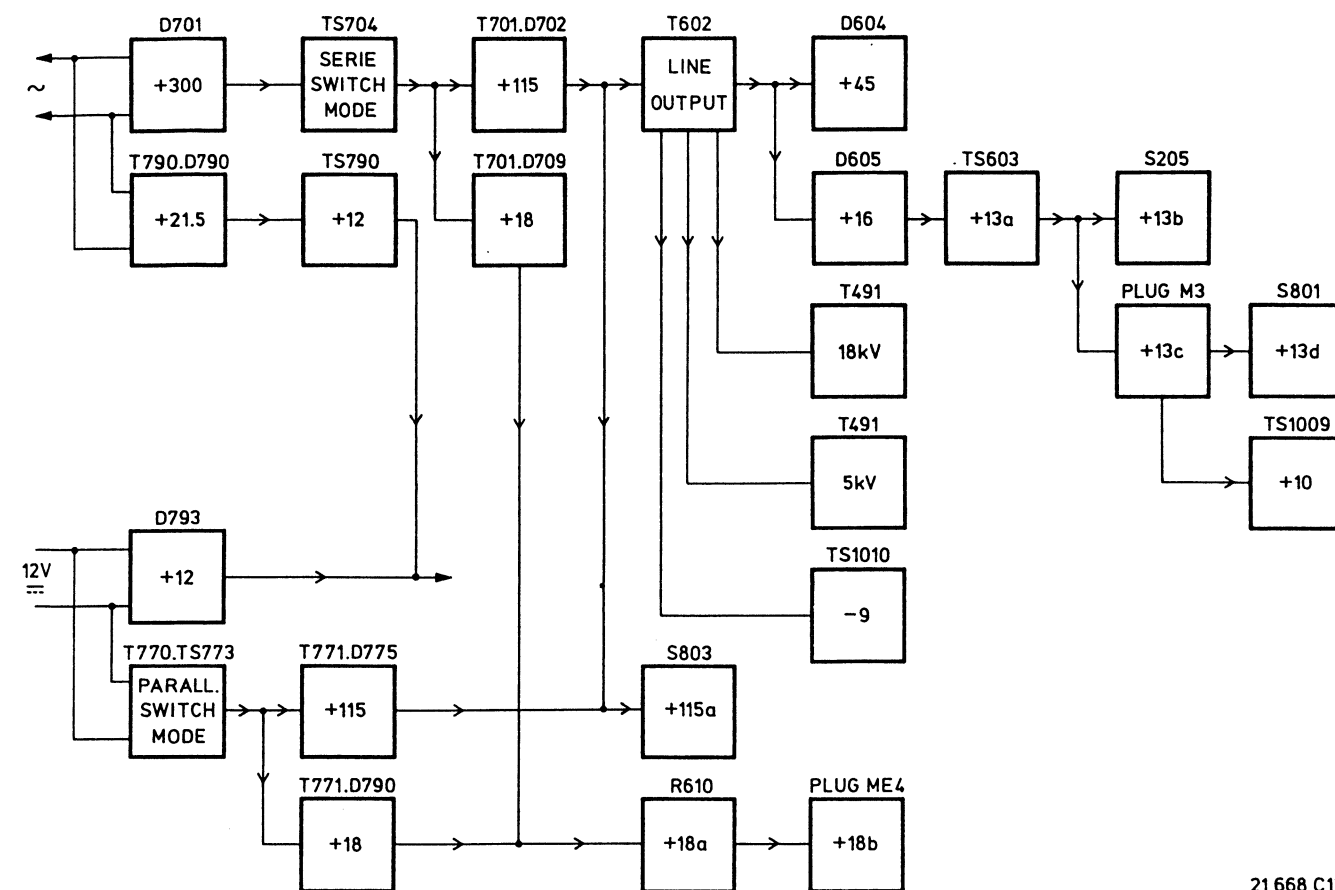 D701
TS704
T701.D702
T602
D604
~
+300
SERIE
SWITCH
MODE
+115
LINE
OUTPUT
+45
T790.D790
TS790
T701.D709
D605
TS603
S205
+21.5
+12
+18
+16
+13a
+13b
T491
PLUG M3
S801
18kV
+13c
+13d
T491
TS1009
5kV
+10
D793
12V
+12
TS1010
-9
T770.TS773
T771.D775
S803
PARALL.
SWITCH
MODE
+115
+115a
T771.D790
R610
PLUG ME4
+18
+18a
+18b
21668 C1